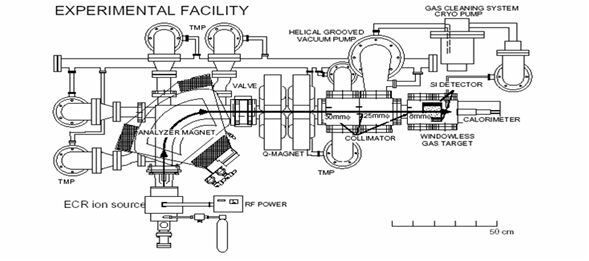 EXPERIMENTAL FACILITY
GAS CLEANING SYSTEM
CRYO PUMP
TMP
HELICAL GROOVED
VACUUM PUMP
VALVE
SI DETECTOR
50mmφ
25mmφ
8mmφ
CALORIMETER
ANALYZER MAGNET
COLLIMATOR
WINDOWLESS
GAS TARGET
Q-MAGNET
TMP
TMP
ECR ion source
RF POWER
50 cm